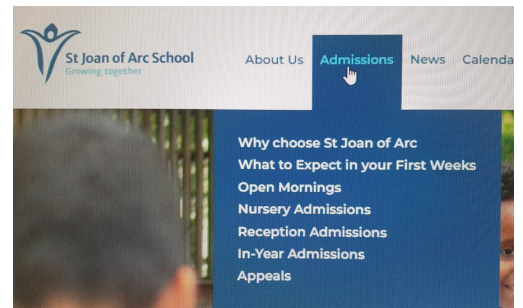 St Joan of Arc School
Growing together
About Us Admissions News Calenda
Why choose St Joan of Arc
What to Expect in your First Weeks
Open Mornings
Nursery Admissions
Reception Admissions
In-Year Admissions
Appeals